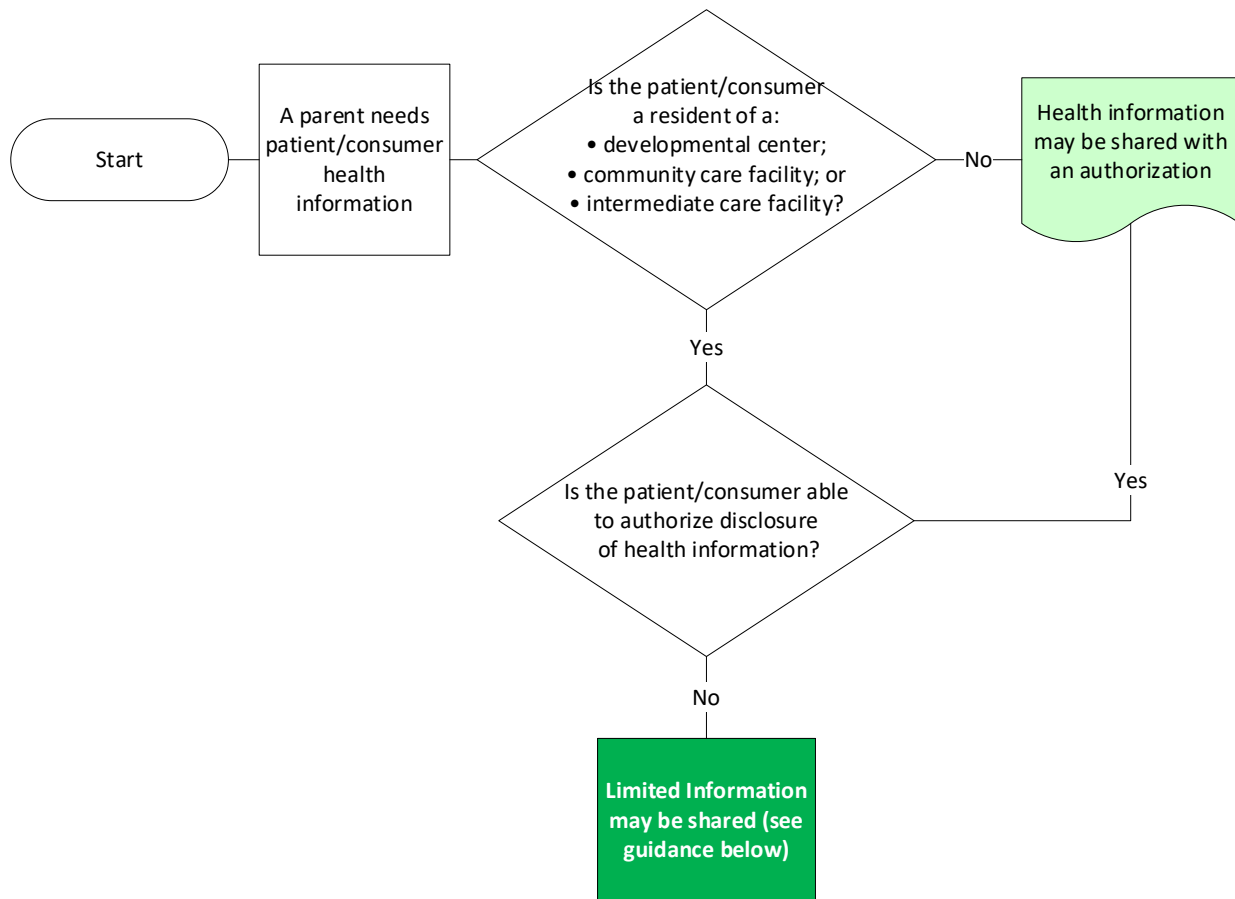 Start
A parent needs
patient/consumer
health
information
Is the patient/consumer
a resident of a:
• developmental center;
• community care facility; or
• intermediate care facility?
No
Health information
may be shared with
an authorization
Yes
Is the patient/consumer able
to authorize disclosure
of health information?
Yes
No
Limited Information
may be shared (see
guidance below)